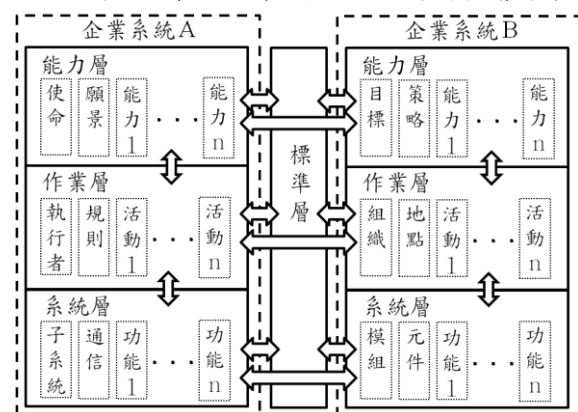 企業系統A
能力層
使命
願景
能力1
...
能力n
作業層
執行者
規則
活動1
...
活動n
系統層
子系統
通信
功能1
...
功能n
標準層
企業系統B
能力層
目標
策略
能力1
...
能力n
作業層
組織
地點
活動1
...
活動n
系統層
模組
元件
功能1
...
功能n